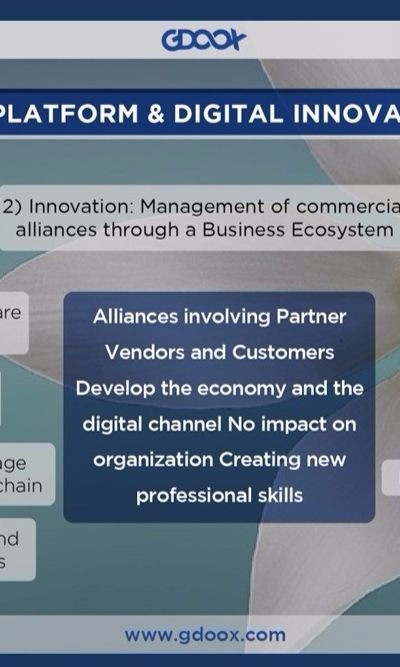 GDOOX
PLATFORM & DIGITAL INNOVA
2) Innovation: Management of commercia
alliances through a Business Ecosystem
are
Alliances involving Partner
Vendors and Customers
Develop the economy and the
digital channel No impact on
organization Creating new
professional skills
age
chain
nd
s
www.gdoox.com